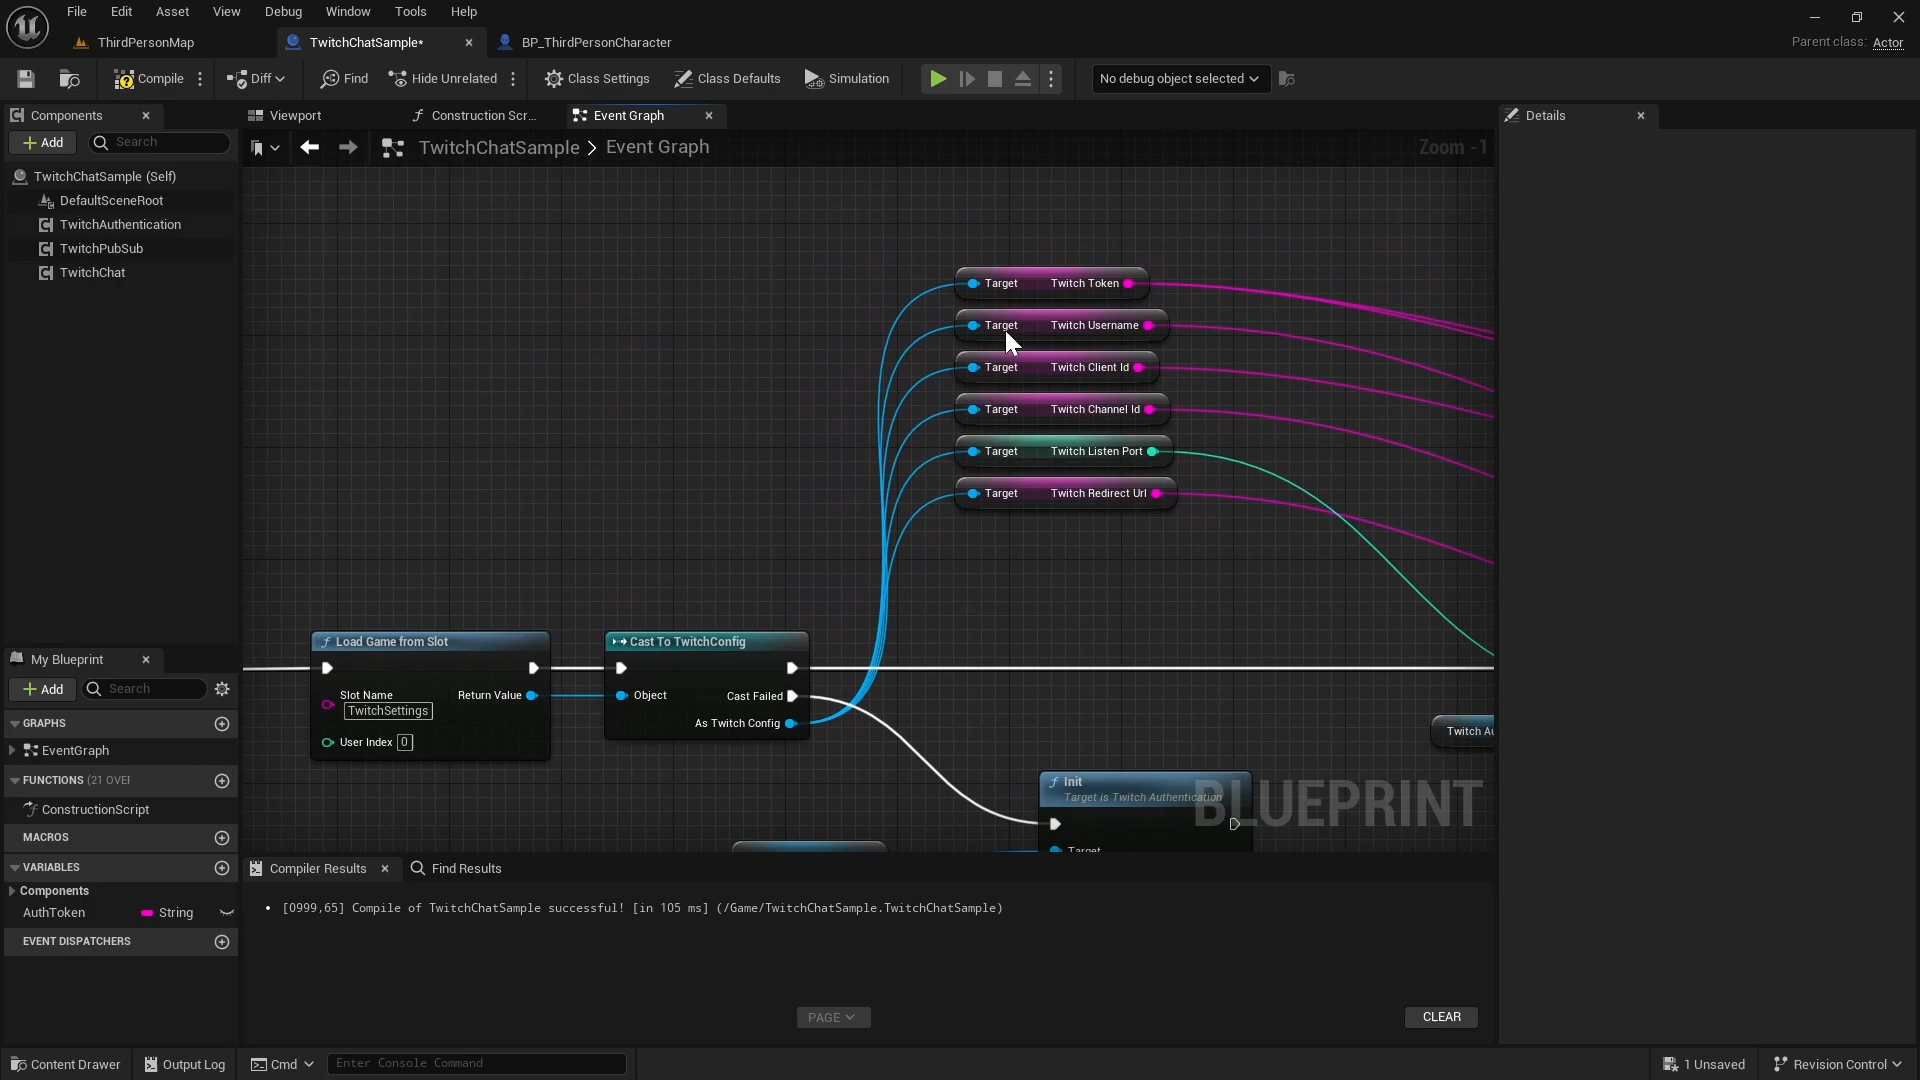 File Edit Asset View Debug Window Tools Help
ThirdPersonMap TwitchChatSample* BP_ThirdPersonCharacter Parent class: Actor
Compile Diff Find Hide Unrelated Class Settings Class Defaults Simulation No debug object selected
Components Viewport Construction Scr... Event Graph Details
Add Search TwitchChatSample > Event Graph Zoom -1
TwitchChatSample (Self)
DefaultSceneRoot
TwitchAuthentication
TwitchPubSub
TwitchChat
Target Twitch Token
Target Twitch Username
Target Twitch Client Id
Target Twitch Channel Id
Target Twitch Listen Port
Target Twitch Redirect Url
Load Game from Slot
Slot Name Return Value
TwitchSettings
User Index 0
Cast To TwitchConfig
Object Cast Failed
As Twitch Config
Twitch Au
Init
Target is Twitch Authentication
Target
BLUEPRINT
My Blueprint
Add Search
GRAPHS
EventGraph
FUNCTIONS (21 OVER
ConstructionScript
MACROS
VARIABLES
Components
AuthToken String
EVENT DISPATCHERS
Compiler Results Find Results
• [0999,65] Compile of TwitchChatSample successful! [in 105 ms] (/Game/TwitchChatSample.TwitchChatSample)
PAGE CLEAR
Content Drawer Output Log Cmd Enter Console Command 1 Unsaved Revision Control